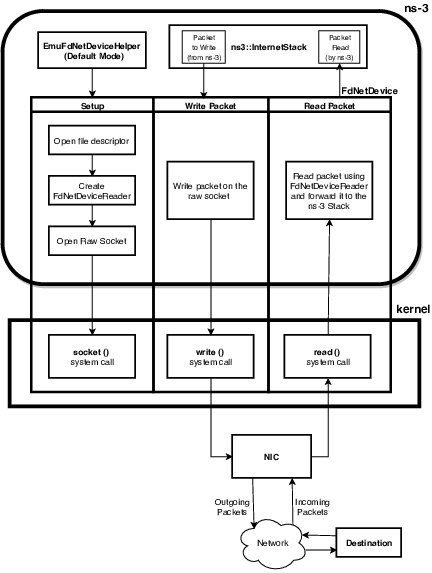 ns-3
EmuFdNetDeviceHelper
(Default Mode)
Packet
to Write
(from ns-3)
ns3::InternetStack
Packet
Read
(by ns-3)
FdNetDevice
Setup
Write Packet
Read Packet
Open file descriptor
Create
FdNetDeviceReader
Open Raw Socket
Write packet on the
raw socket
Read packet using
FdNetDeviceReader
and forward it to the
ns-3 Stack
kernel
socket ()
system call
write ()
system call
read ()
system call
NIC
Outgoing
Packets
Incoming
Packets
Network
Destination